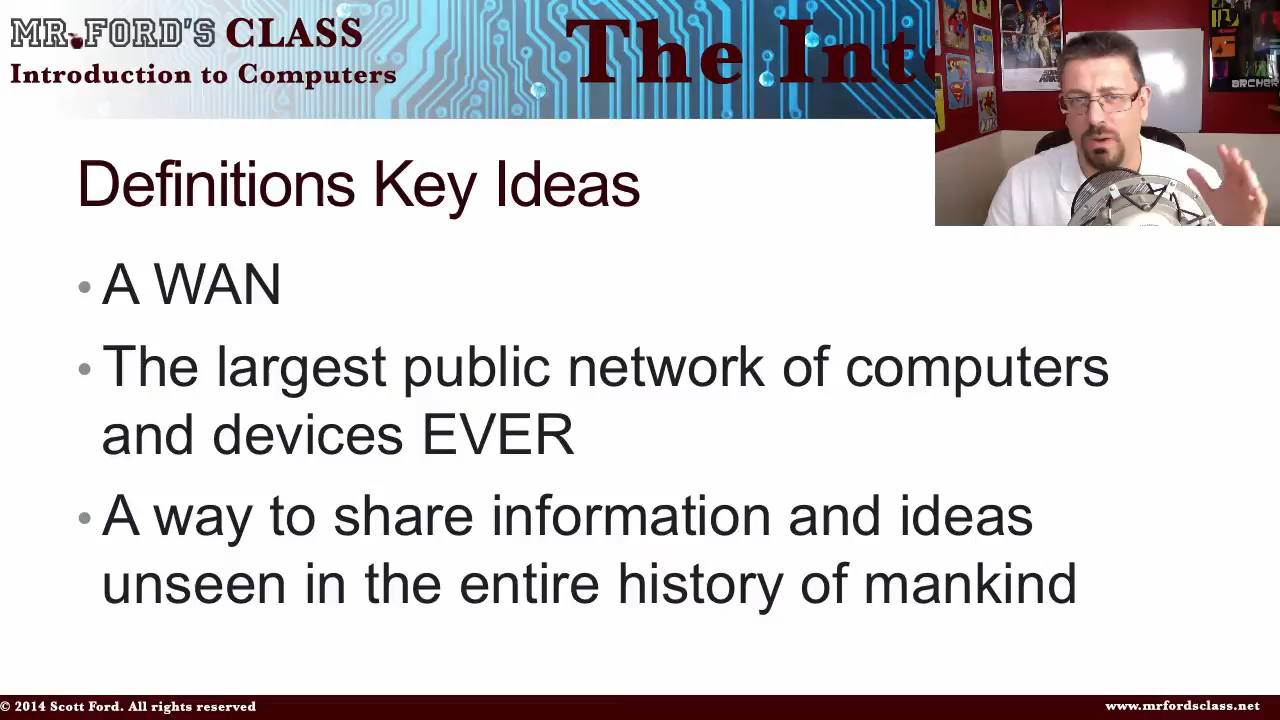 MR.FORD'S CLASS
Introduction to Computers
The Inte
ARCHER
Definitions Key Ideas
• A WAN
• The largest public network of computers
and devices EVER
• A way to share information and ideas
unseen in the entire history of mankind
© 2014 Scott Ford. All rights reserved
www.mrfordsclass.net